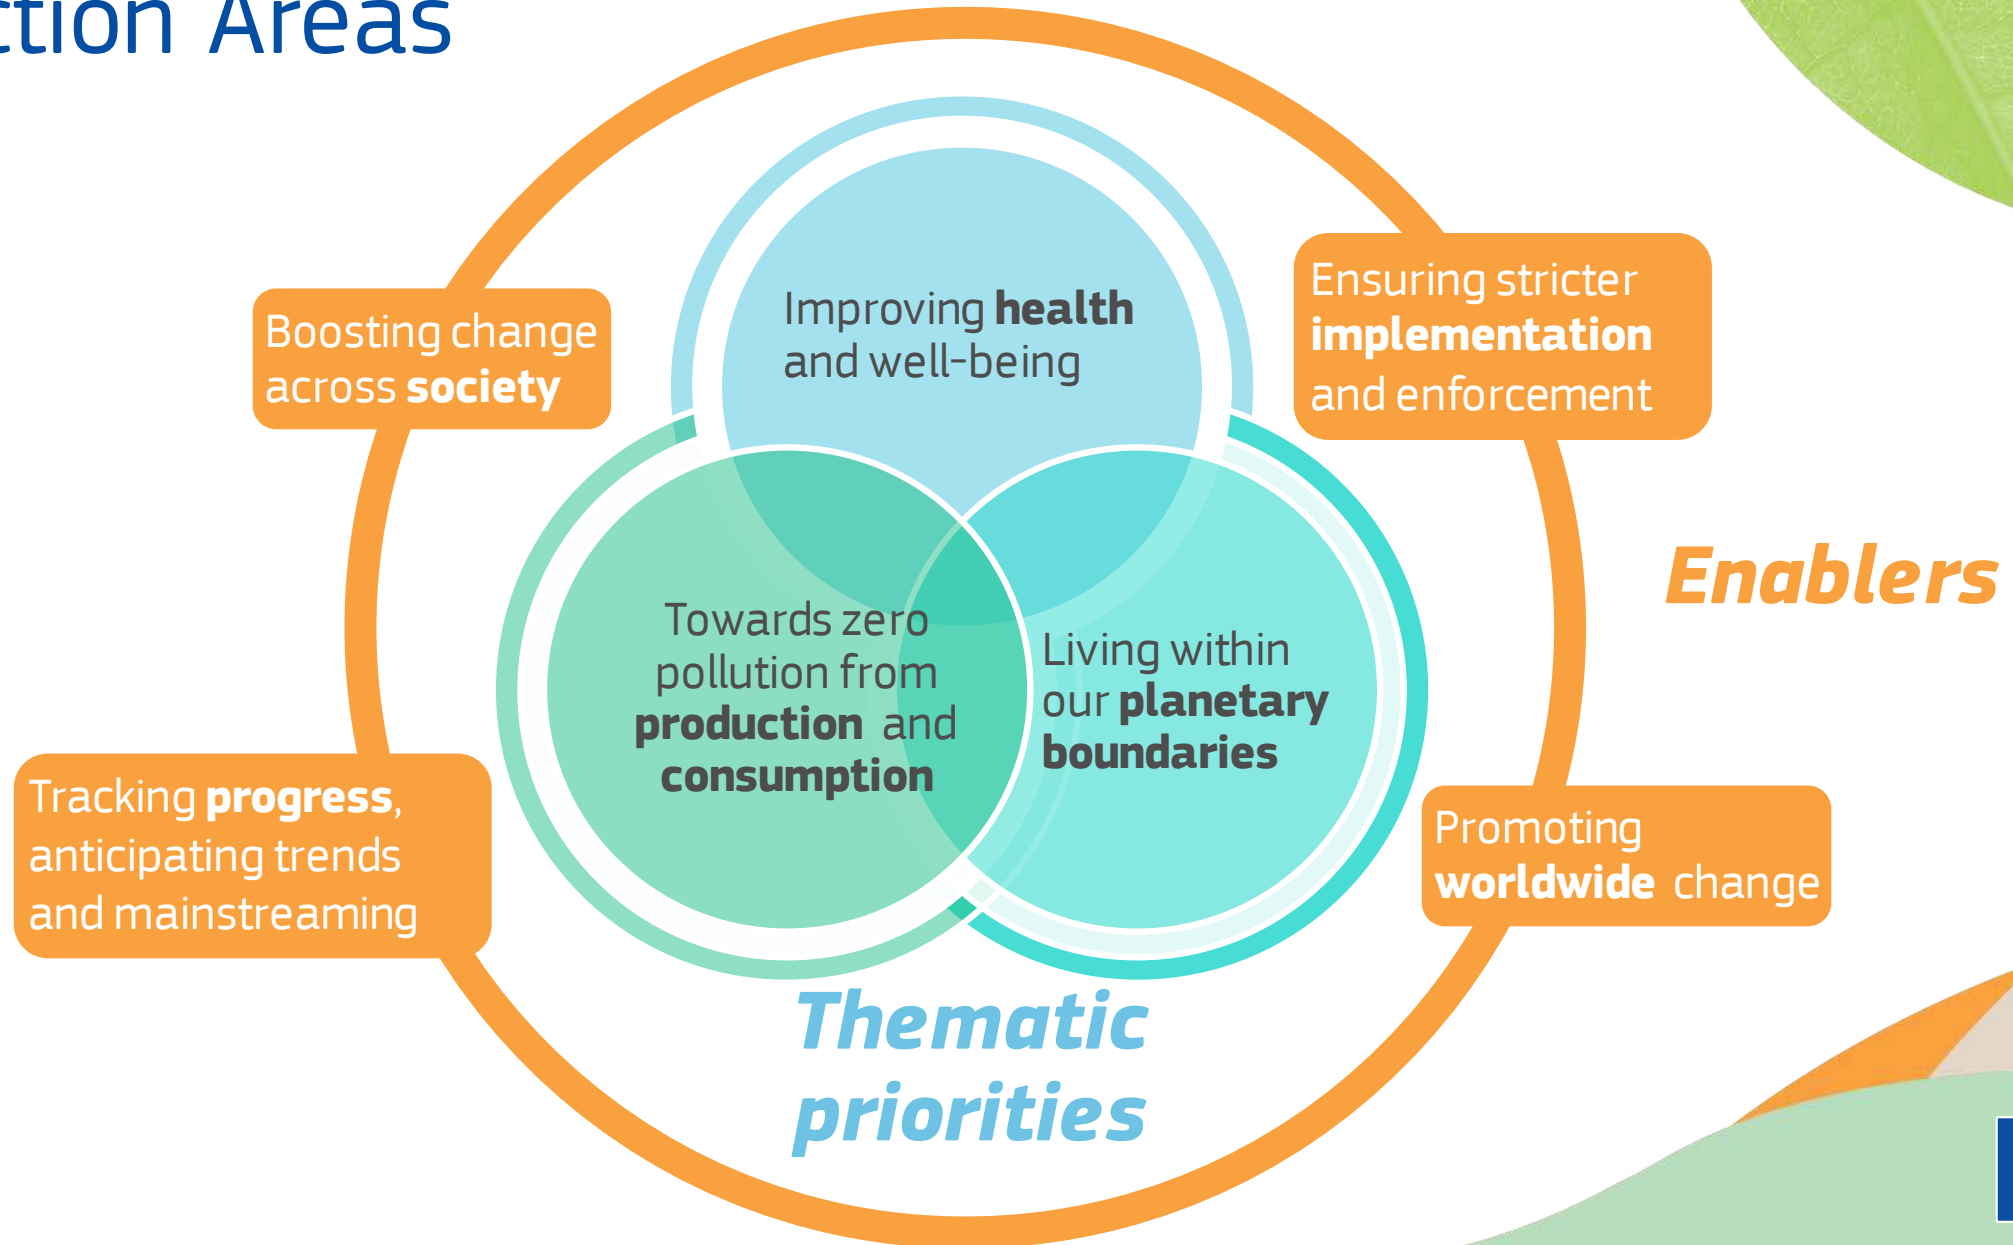 ction Areas
Improving health
and well-being
Boosting change
across society
Ensuring stricter
implementation
and enforcement
Enablers
Towards zero
pollution from
production and
consumption
Living within
our planetary
boundaries
Tracking progress,
anticipating trends
and mainstreaming
Promoting
worldwide change
Thematic
priorities